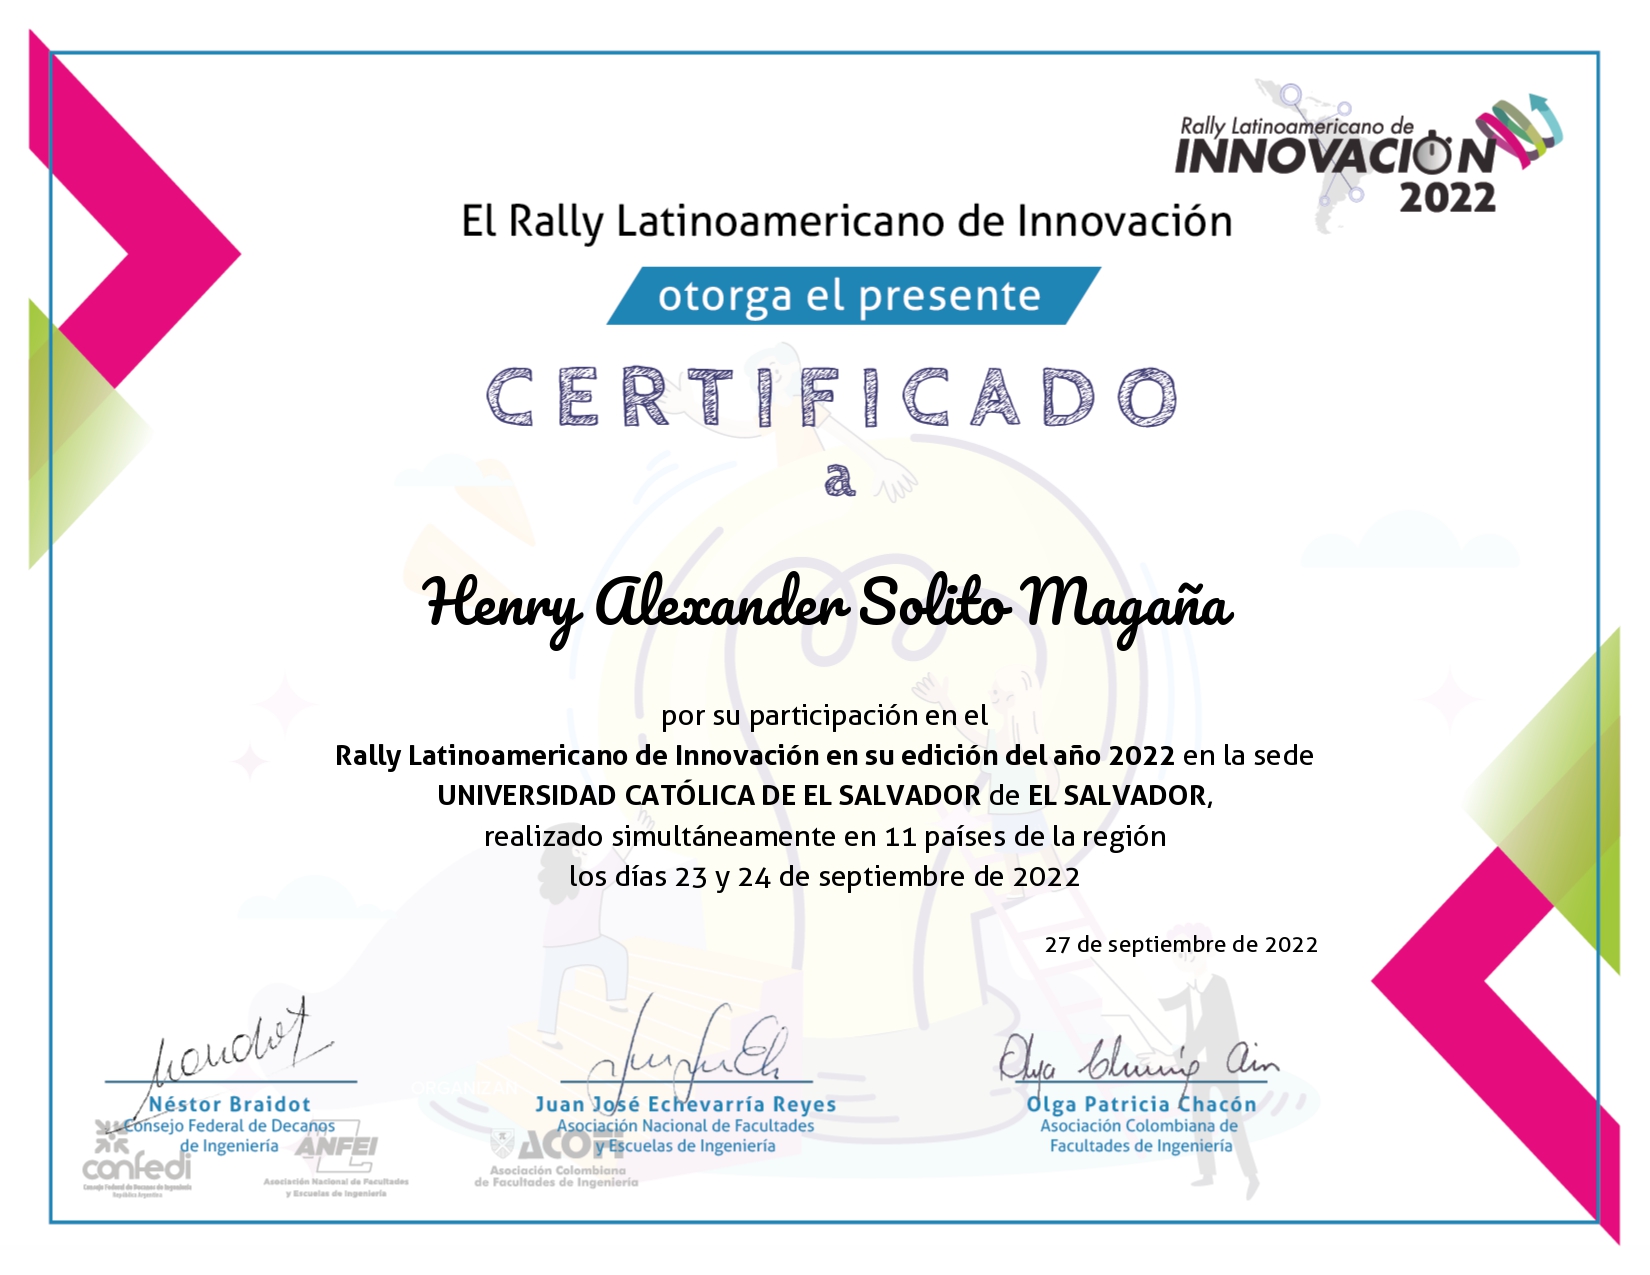 Rally Latinoamericano de
INNOVACIÓN
2022
El Rally Latinoamericano de Innovación
otorga el presente
CERTIFICADO
a
Henry Alexander Solito Magaña
por su participación en el
Rally Latinoamericano de Innovación en su edición del año 2022 en la sede
UNIVERSIDAD CATÓLICA DE EL SALVADOR de EL SALVADOR,
realizado simultáneamente en 11 países de la región
los días 23 y 24 de septiembre de 2022
27 de septiembre de 2022
ORGANIZAN
Néstor Braidot
Consejo Federal de Decanos
de Ingeniería
Juan José Echevarría Reyes
Asociación Nacional de Facultades
y Escuelas de Ingeniería
Olga Patricia Chacón
Asociación Colombiana de
Facultades de Ingeniería
confedi
Consejo Federal de Decanos de Ingeniería
República Argentina
ANFEI
Asociación Nacional de Facultades
y Escuelas de Ingeniería
ACOFI
Asociación Colombiana
de Facultades de Ingeniería